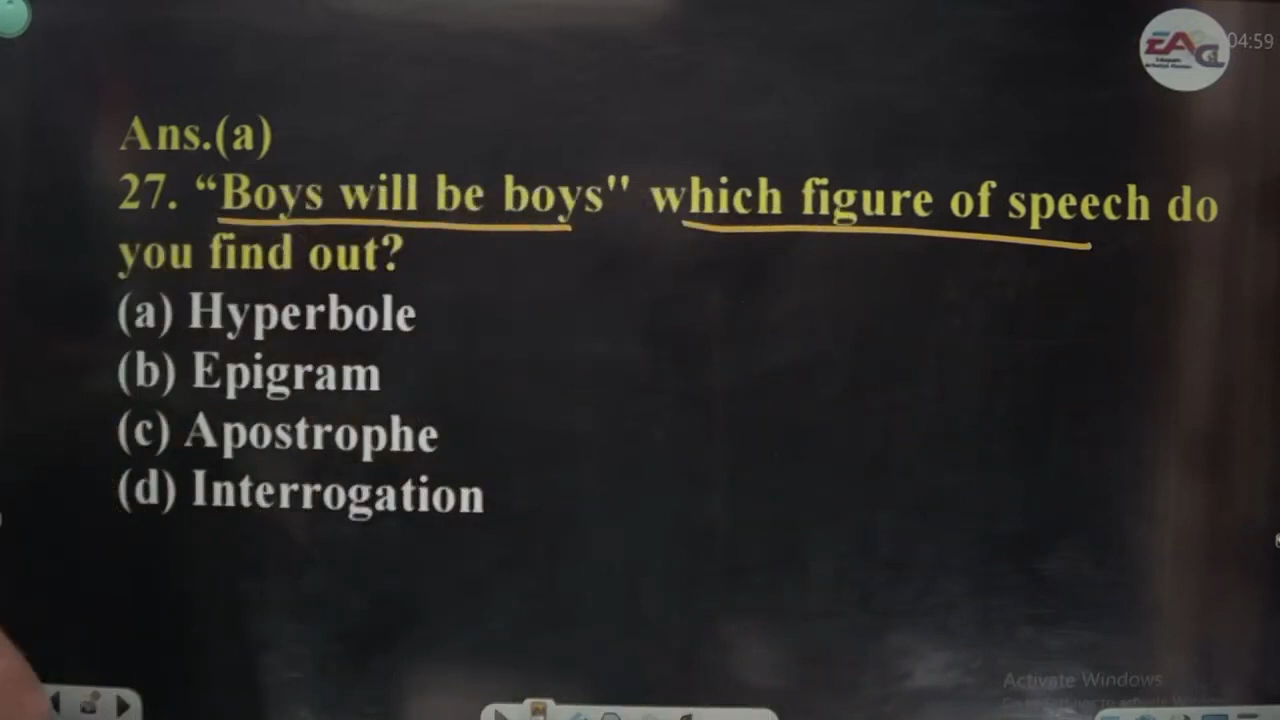 EAC
04:59
Ans.(a)
27. “Boys will be boys" which figure of speech do
you find out?
(a) Hyperbole
(b) Epigram
(c) Apostrophe
(d) Interrogation
Activate Windows